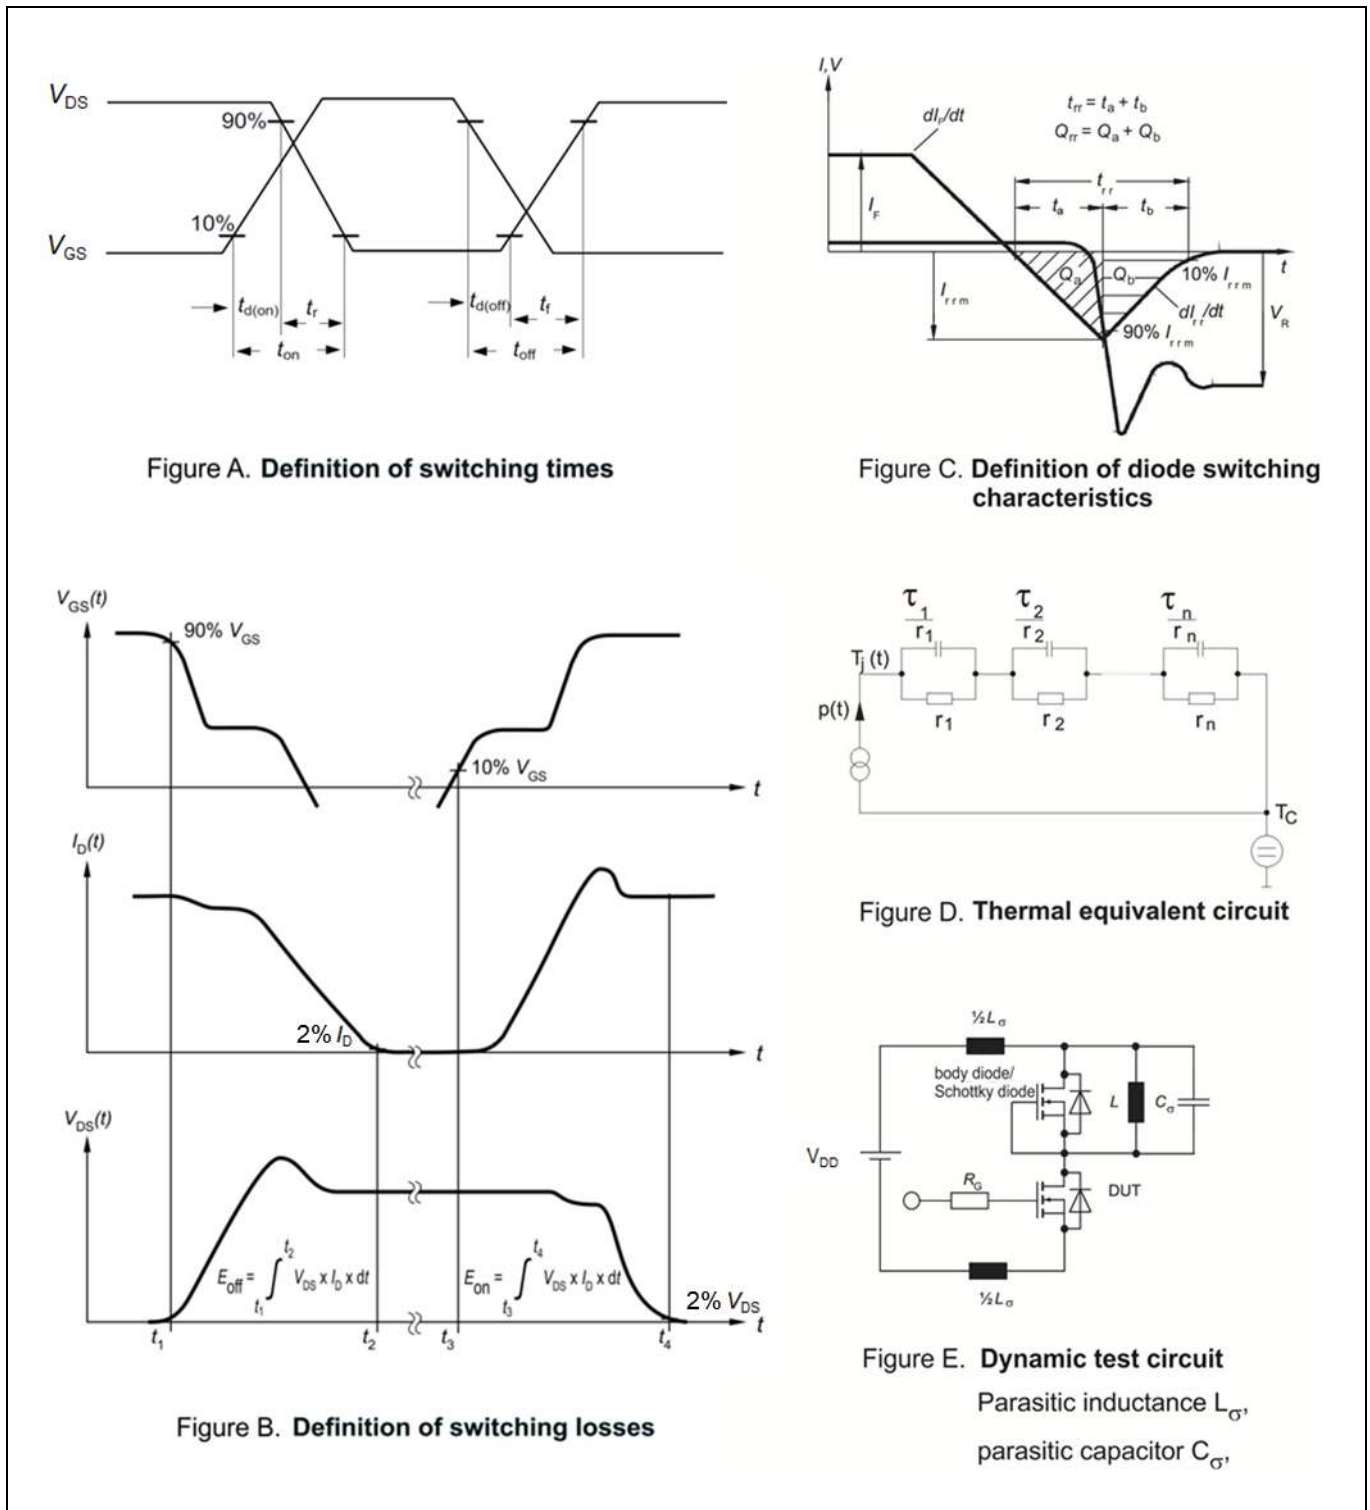 V_DS
90%
10%
V_GS
t_d(on)
t_r
t_on
t_d(off)
t_f
t_off
Figure A. Definition of switching times
I,V
dI_F/dt
t_rr = t_a + t_b
Q_rr = Q_a + Q_b
t_rr
t_a
t_b
I_F
Q_a
Q_b
I_rrm
10% I_rrm
t
dI_rr/dt
90% I_rrm
V_R
Figure C. Definition of diode switching
characteristics
V_GS(t)
90% V_GS
10% V_GS
t
I_D(t)
2% I_D
t
V_DS(t)
E_off = ∫ t_1 t_2 V_DS x I_D x dt
E_on = ∫ t_3 t_4 V_DS x I_D x dt
2% V_DS
t
t_1
t_2
t_3
t_4
Figure B. Definition of switching losses
τ_1
r_1
τ_2
r_2
τ_n
r_n
T_j(t)
p(t)
r_1
r_2
r_n
T_C
Figure D. Thermal equivalent circuit
½L_σ
body diode/
Schottky diode
L
C_σ
V_DD
R_G
DUT
½L_σ
Figure E. Dynamic test circuit
Parasitic inductance L_σ,
parasitic capacitor C_σ,